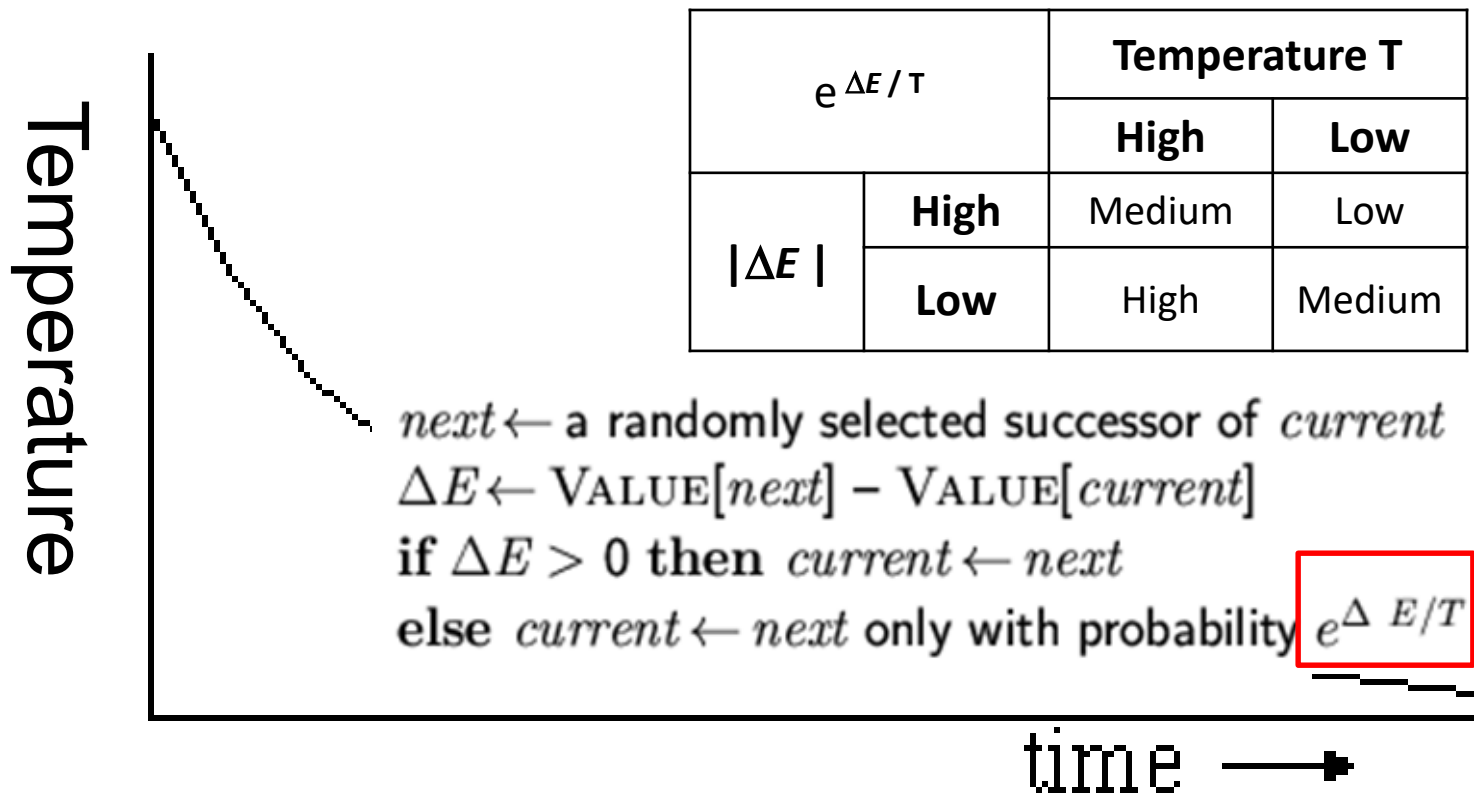 Temperature
e ΔE / T
Temperature T
High Low
|ΔE |
High Medium Low
Low High Medium
next ← a randomly selected successor of current
ΔE ← VALUE[next] – VALUE[current]
if ΔE > 0 then current ← next
else current ← next only with probability e^Δ E/T
time